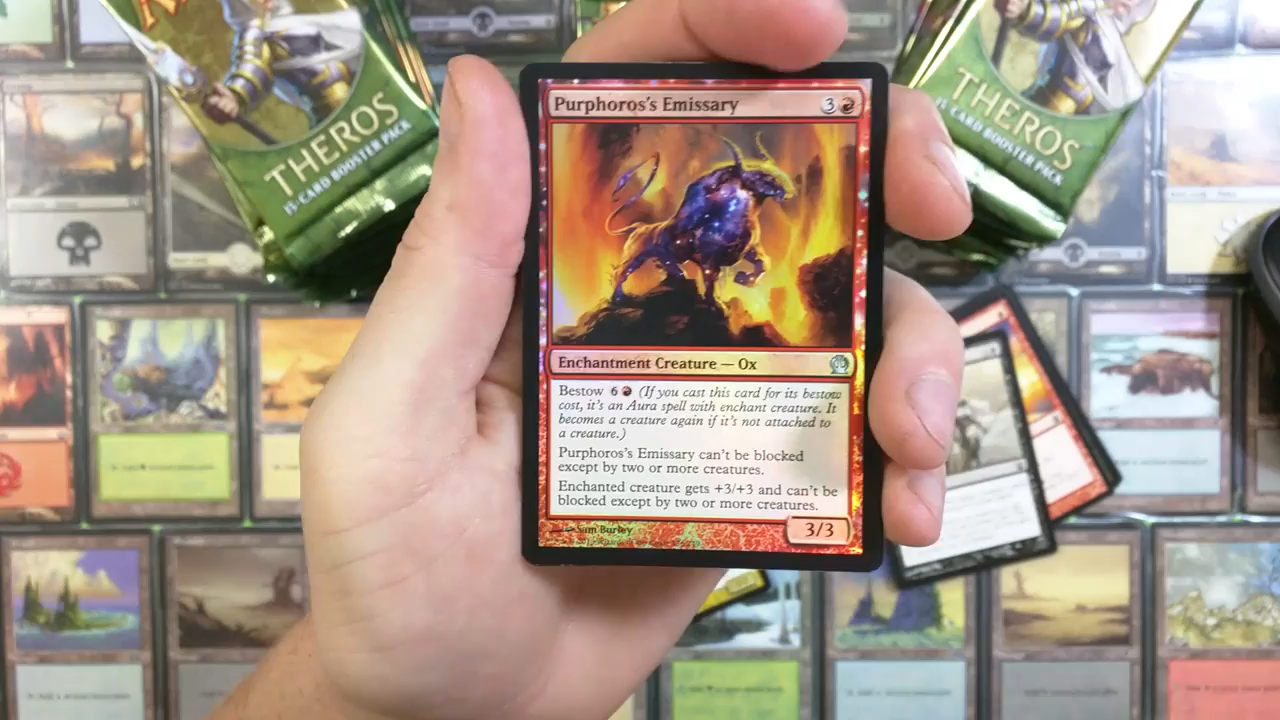 THEROS
15-CARD BOOSTER PACK
THEROS
15-CARD BOOSTER PACK
Purphoros's Emissary 3
Enchantment Creature — Ox
Bestow 6 (If you cast this card for its bestow
cost, it's an Aura spell with enchant creature. It
becomes a creature again if it's not attached to
a creature.)
Purphoros's Emissary can't be blocked
except by two or more creatures.
Enchanted creature gets +3/+3 and can't be
blocked except by two or more creatures.
Sam Burley
3/3